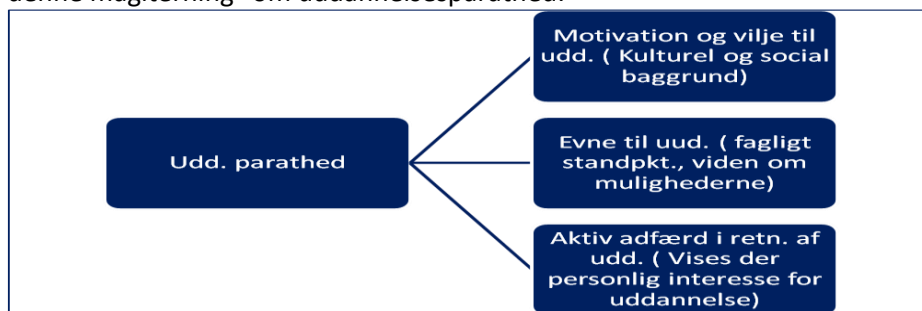 Motivation og vilje til
udd. ( Kulturel og social
baggrund)
Udd. parathed
Evne til uud. ( fagligt
standpkt., viden om
mulighederne)
Aktiv adfærd i retn. af
udd. ( Vises der
personlig interesse for
uddannelse)